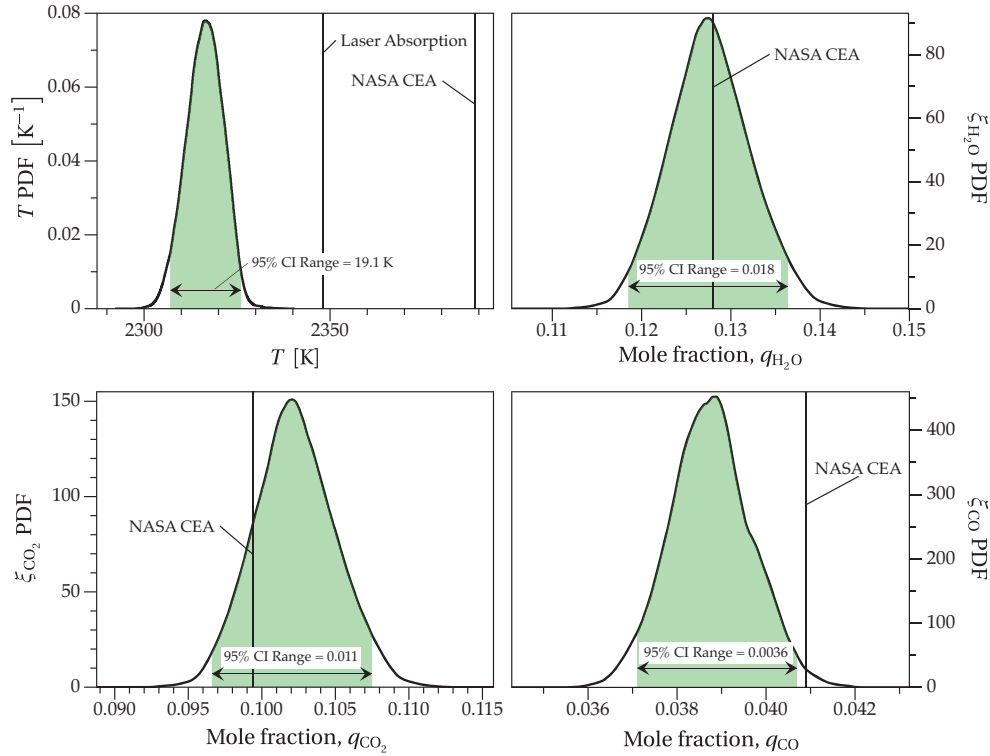 0.08
0.06
0.04
0.02
0
T PDF [K⁻¹]
Laser Absorption
NASA CEA
95% CI Range = 19.1 K
2300
2350
T [K]
NASA CEA
80
60
40
20
0
ξH₂O PDF
95% CI Range = 0.018
0.11 0.12 0.13 0.14 0.15
Mole fraction, qH₂O
150
100
50
0
ξCO₂ PDF
NASA CEA
95% CI Range = 0.011
0.090 0.095 0.100 0.105 0.110 0.115
Mole fraction, qCO₂
400
300
200
100
0
ξCO PDF
NASA CEA
95% CI Range = 0.0036
0.036 0.038 0.040 0.042
Mole fraction, qCO